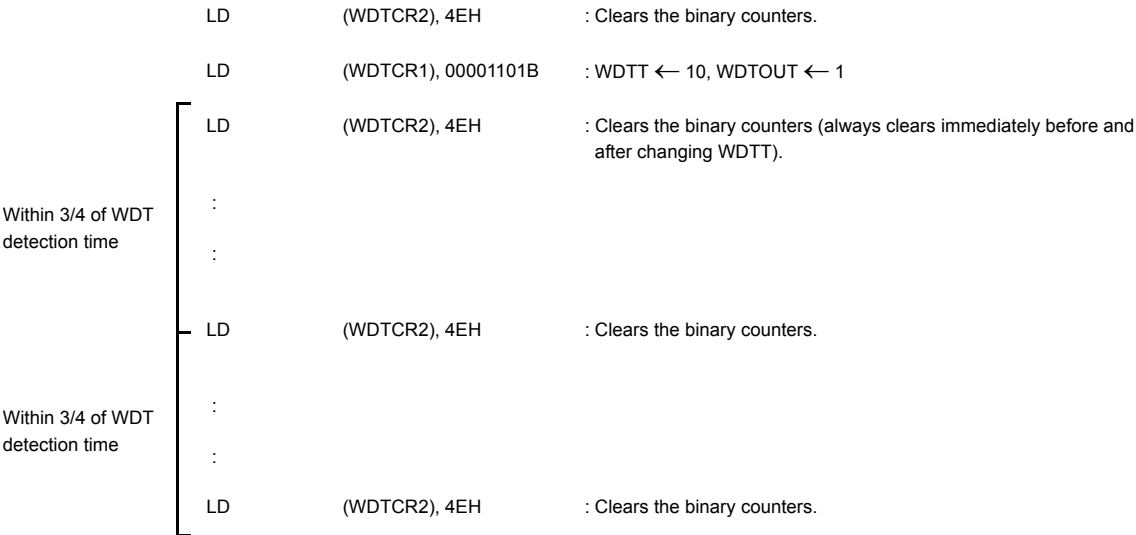 LD (WDTCR2), 4EH : Clears the binary counters.
LD (WDTCR1), 00001101B : WDTT ← 10, WDTOUT ← 1
LD (WDTCR2), 4EH : Clears the binary counters (always clears immediately before and
after changing WDTT).
Within 3/4 of WDT
detection time
:
:
LD (WDTCR2), 4EH : Clears the binary counters.
Within 3/4 of WDT
detection time
:
:
LD (WDTCR2), 4EH : Clears the binary counters.